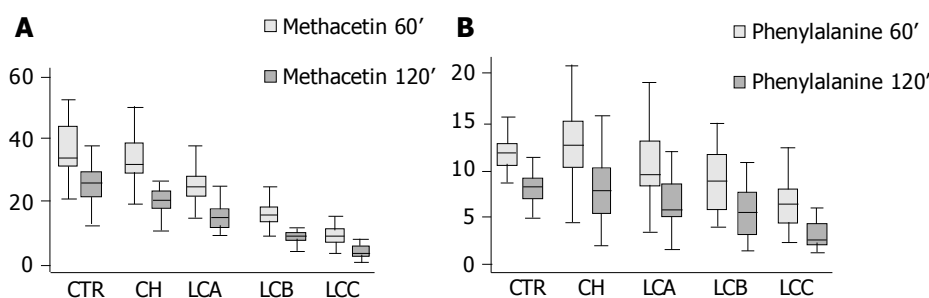 A
Methacetin 60′
Methacetin 120′
60
40
20
0
CTR CH LCA LCB LCC
B
Phenylalanine 60′
Phenylalanine 120′
20
15
10
5
0
CTR CH LCA LCB LCC